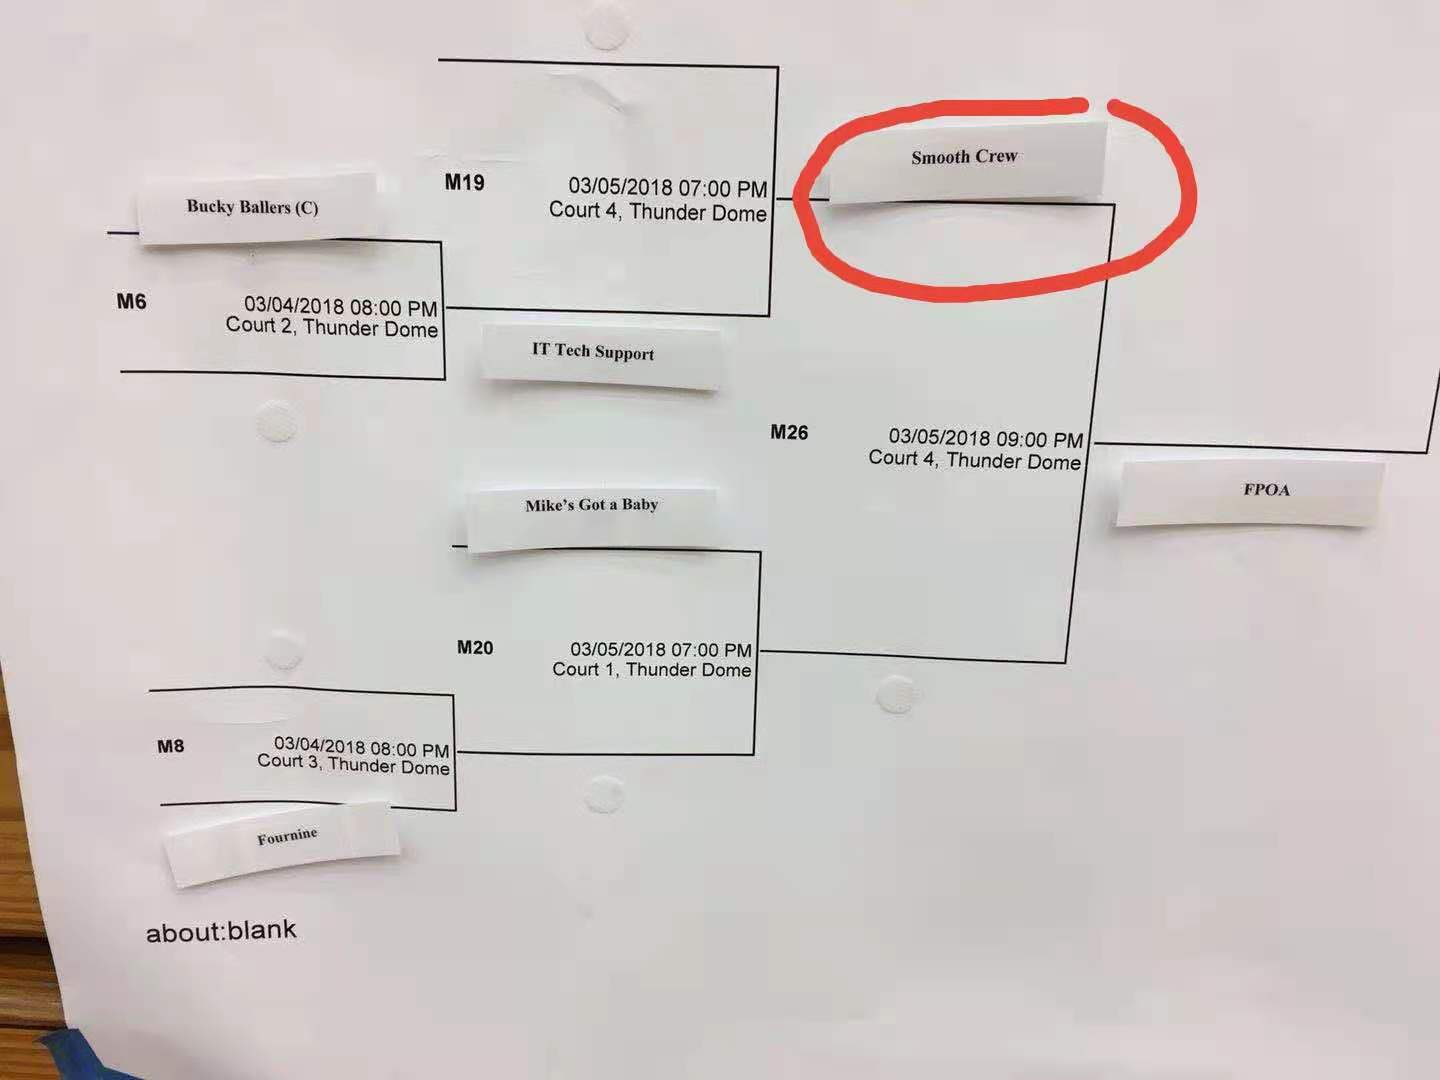 Smooth Crew
M19
03/05/2018 07:00 PM
Court 4, Thunder Dome
Bucky Ballers (C)
M6
03/04/2018 08:00 PM
Court 2, Thunder Dome
IT Tech Support
M26
03/05/2018 09:00 PM
Court 4, Thunder Dome
FPOA
Mike's Got a Baby
M20
03/05/2018 07:00 PM
Court 1, Thunder Dome
M8
03/04/2018 08:00 PM
Court 3, Thunder Dome
Fournine
about:blank